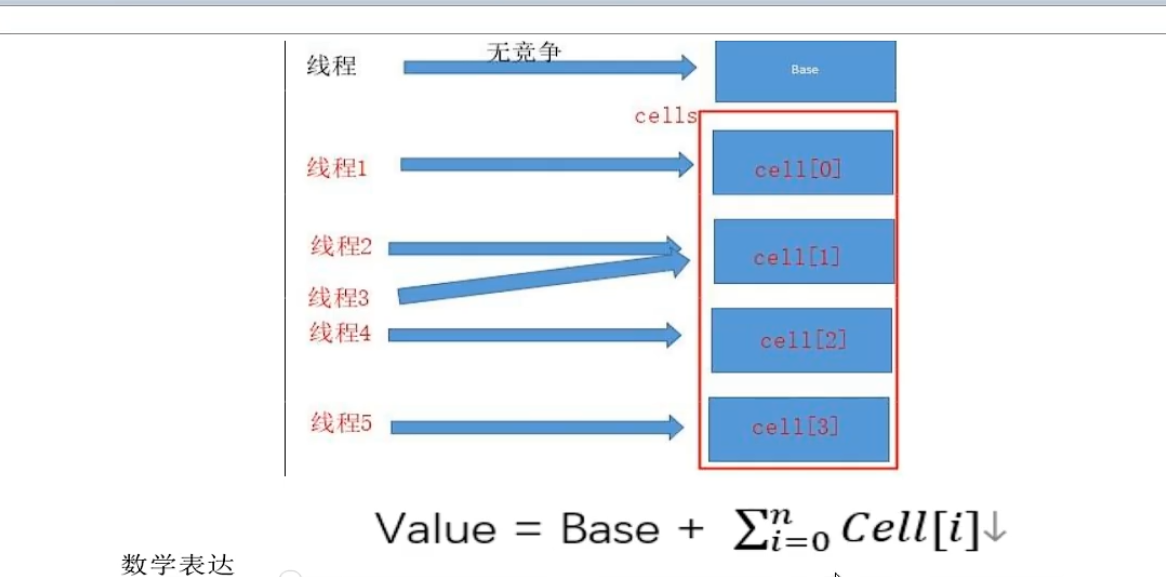 无竞争
线程
Base
cells
线程1
cell[0]
线程2
cell[1]
线程3
线程4
cell[2]
线程5
cell[3]
Value = Base + ∑ⁿᵢ₌₀ Cell[i]↓
数学表达